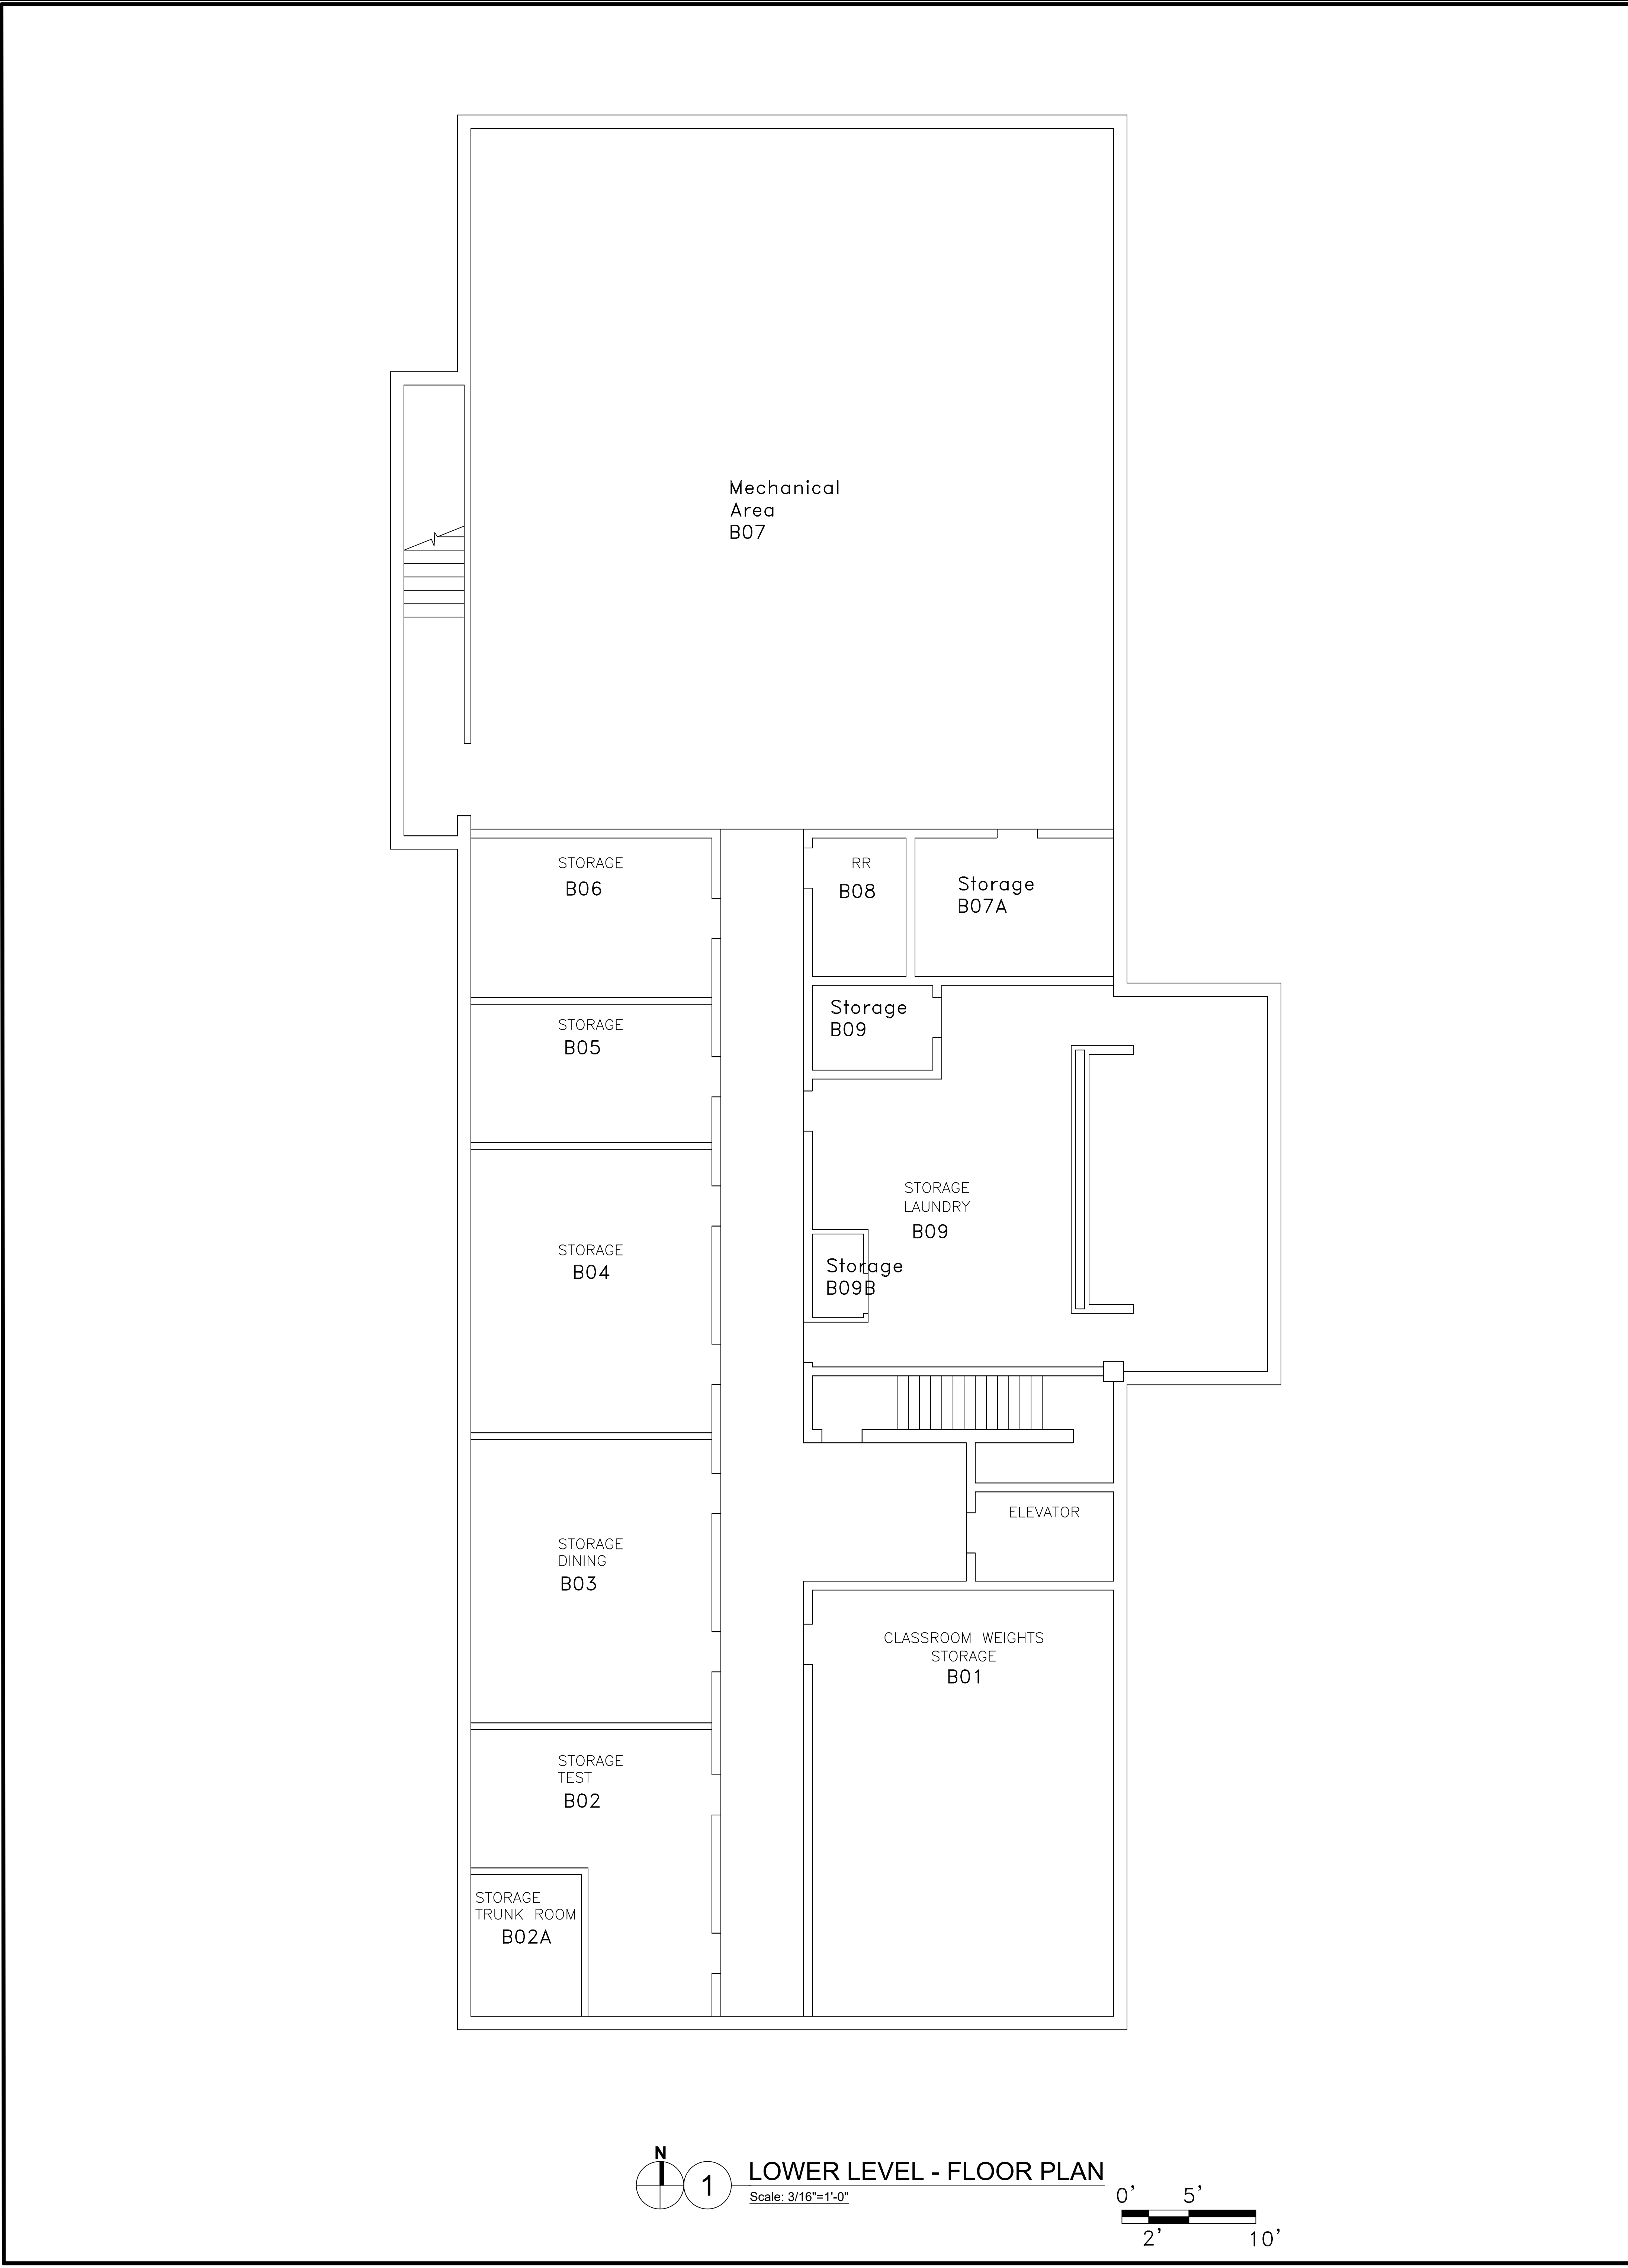 Mechanical
Area
B07
STORAGE
B06
RR
B08
Storage
B07A
STORAGE
B05
Storage
B09
STORAGE
LAUNDRY
B09
STORAGE
B04
Storage
B09B
ELEVATOR
STORAGE
DINING
B03
CLASSROOM WEIGHTS
STORAGE
B01
STORAGE
TEST
B02
STORAGE
TRUNK ROOM
B02A
N
1
LOWER LEVEL - FLOOR PLAN
Scale: 3/16"=1'-0"
0' 5'
2' 10'